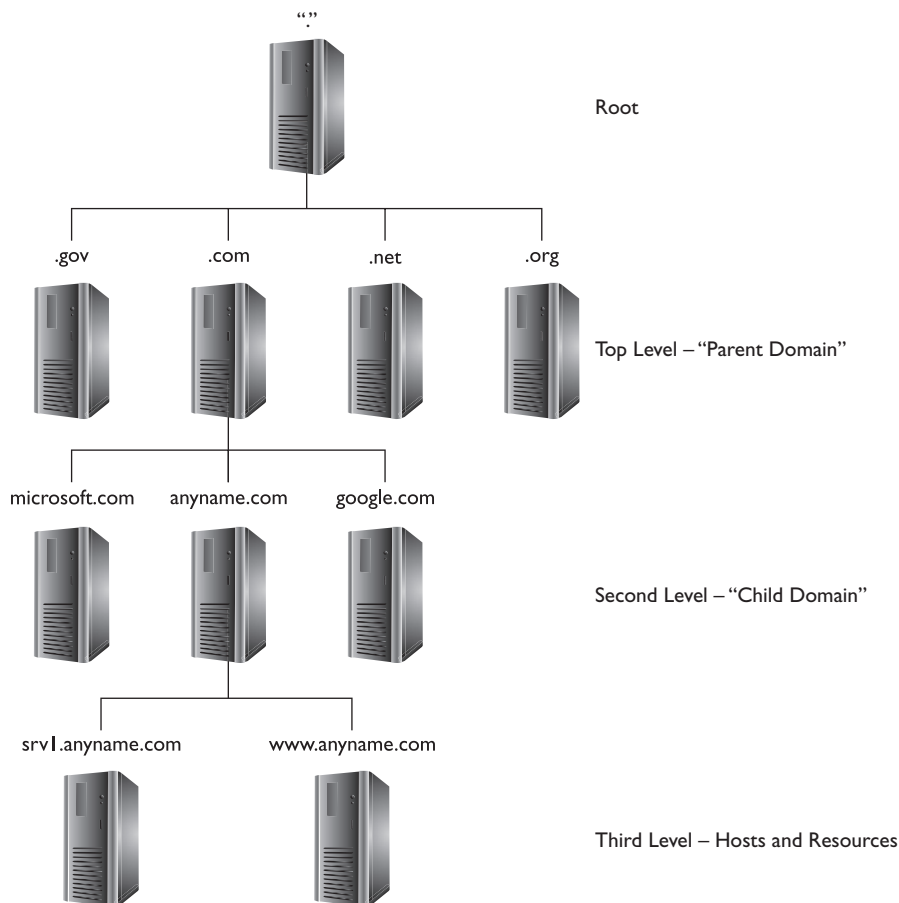 “.”
Root
.gov .com .net .org
Top Level – “Parent Domain”
microsoft.com anyname.com google.com
Second Level – “Child Domain”
srv1.anyname.com www.anyname.com
Third Level – Hosts and Resources